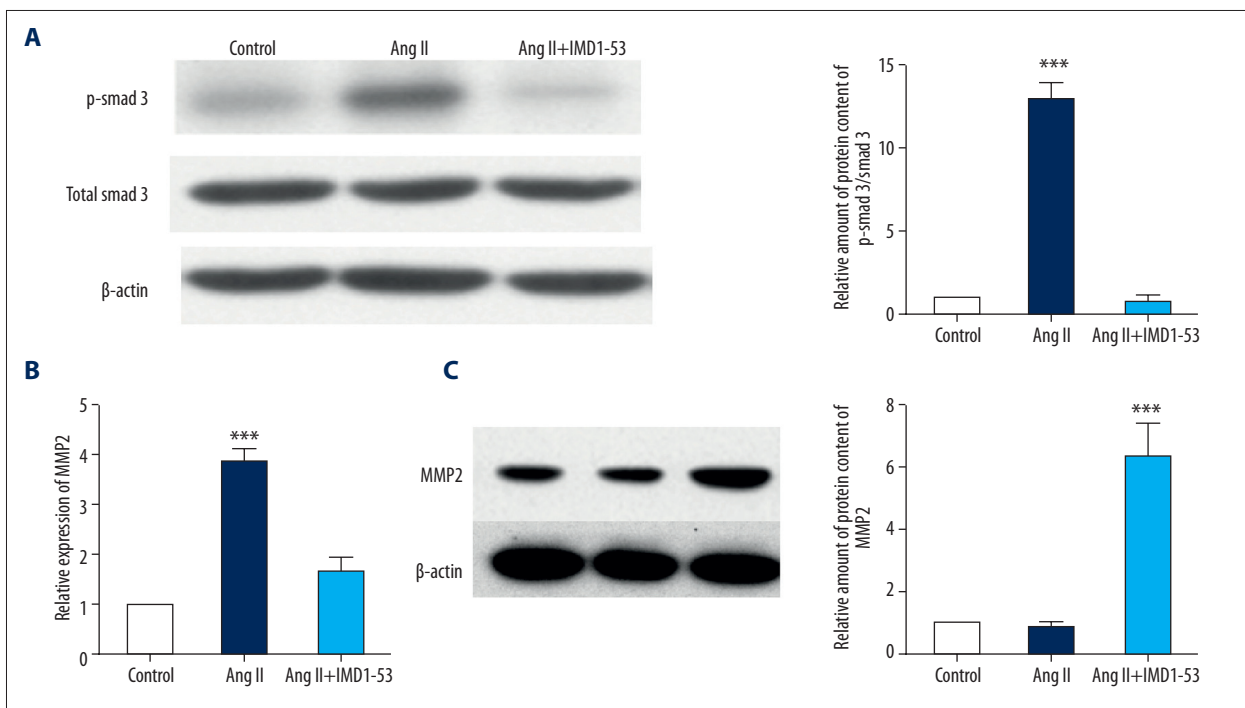 A
Control Ang II Ang II+IMD1-53
p-smad 3
Total smad 3
β-actin
Relative amount of protein content of
p-smad 3/smad 3
15
10
5
0
***
Control Ang II Ang II+IMD1-53
B
Relative expression of MMP2
5
4
3
2
1
0
***
Control Ang II Ang II+IMD1-53
C
MMP2
β-actin
Relative amount of protein content of
MMP2
8
6
4
2
0
***
Control Ang II Ang II+IMD1-53